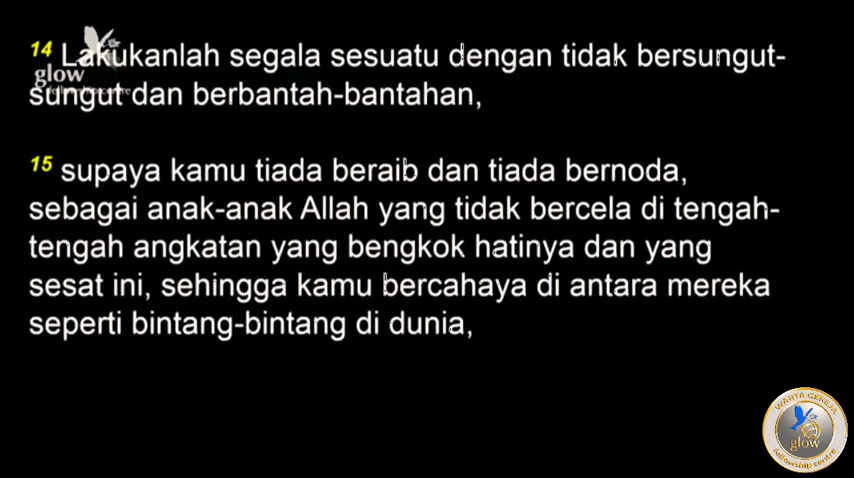 14 Lakukanlah segala sesuatu dengan tidak bersungut-
glow
sungut dan berbantah-bantahan,
fellowship centre
15 supaya kamu tiada beraib dan tiada bernoda,
sebagai anak-anak Allah yang tidak bercela di tengah-
tengah angkatan yang bengkok hatinya dan yang
sesat ini, sehingga kamu bercahaya di antara mereka
seperti bintang-bintang di dunia,
WARTA GEREJA
glow
fellowship centre